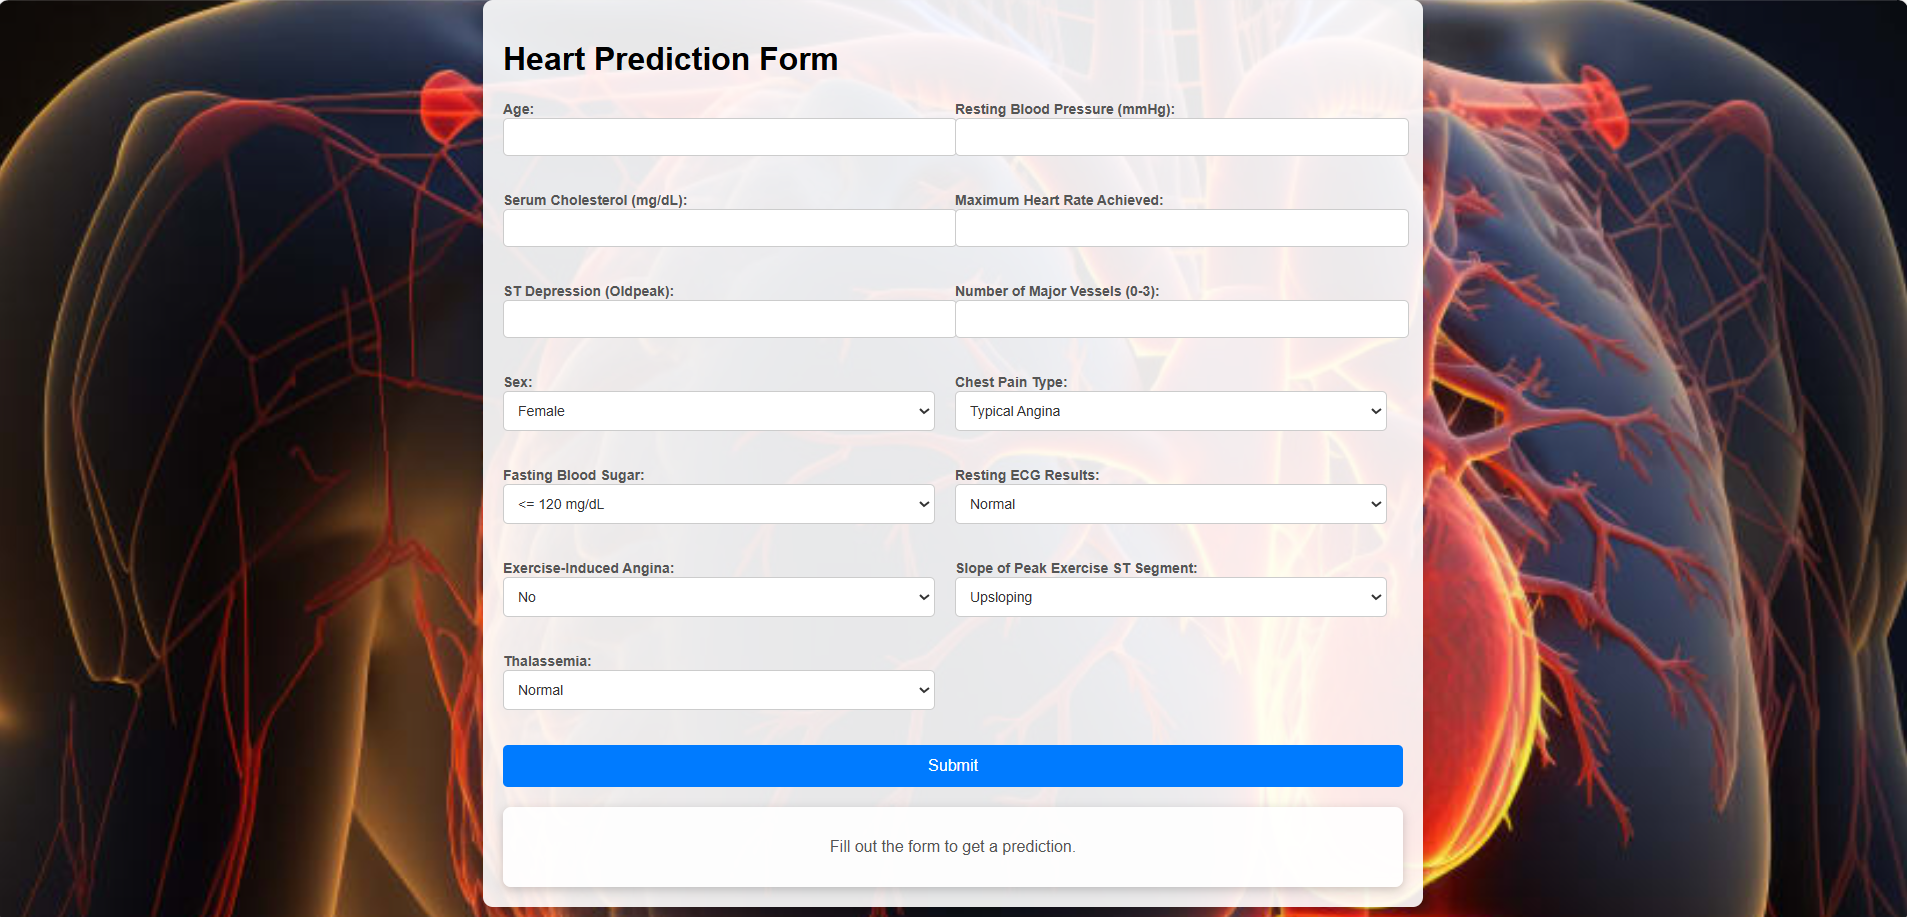 Heart Prediction Form
Age:
Resting Blood Pressure (mmHg):
Serum Cholesterol (mg/dL):
Maximum Heart Rate Achieved:
ST Depression (Oldpeak):
Number of Major Vessels (0-3):
Sex:
Female
Chest Pain Type:
Typical Angina
Fasting Blood Sugar:
<= 120 mg/dL
Resting ECG Results:
Normal
Exercise-Induced Angina:
No
Slope of Peak Exercise ST Segment:
Upsloping
Thalassemia:
Normal
Submit
Fill out the form to get a prediction.